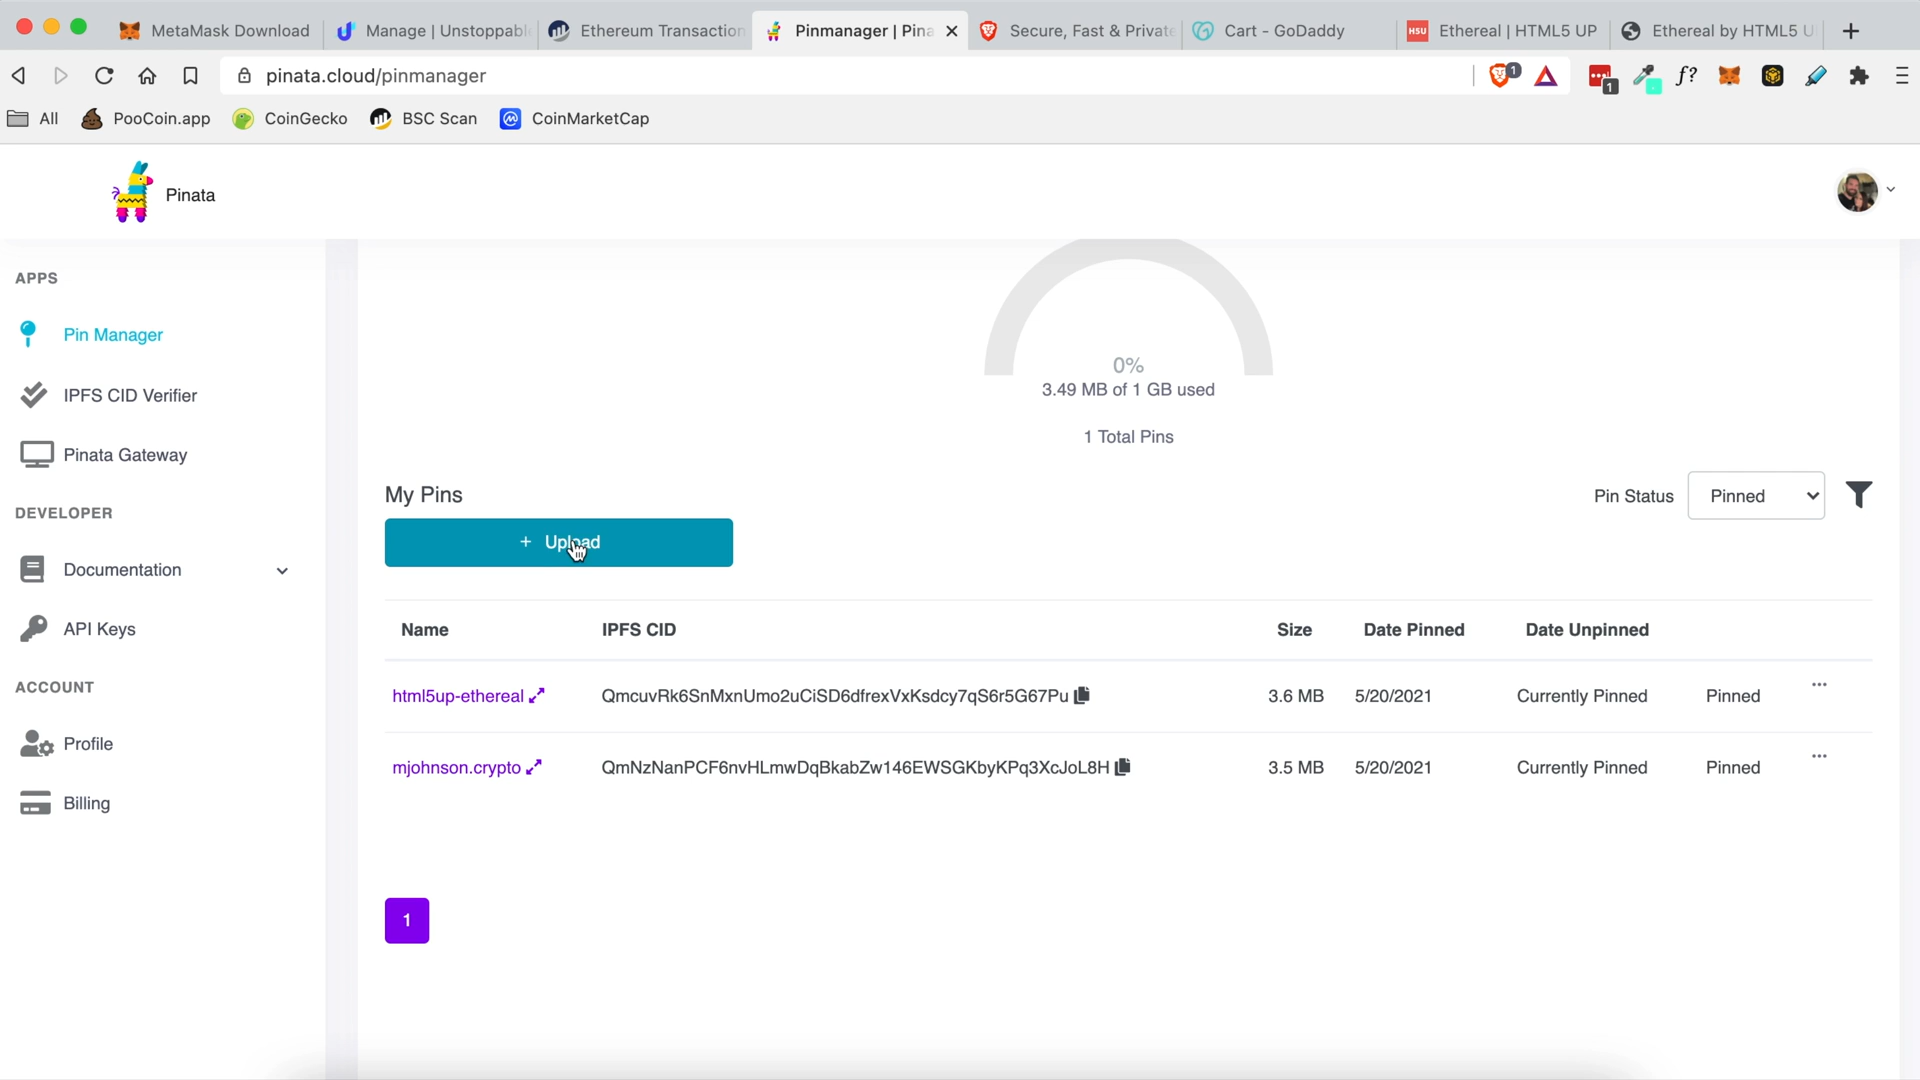 MetaMask Download
Manage | Unstoppabl
Ethereum Transaction
Pinmanager | Pina
Secure, Fast & Private
Cart - GoDaddy
HSU
Ethereal | HTML5 UP
Ethereal by HTML5 U
pinata.cloud/pinmanager
1
1
f?
All
PooCoin.app
CoinGecko
BSC Scan
CoinMarketCap
Pinata
APPS
Pin Manager
IPFS CID Verifier
Pinata Gateway
DEVELOPER
Documentation
API Keys
ACCOUNT
Profile
Billing
0%
3.49 MB of 1 GB used
1 Total Pins
My Pins
Pin Status
Pinned
+ Upload
Name IPFS CID Size Date Pinned Date Unpinned
html5up-ethereal QmcuvRk6SnMxnUmo2uCiSD6dfrexVxKsdcy7qS6r5G67Pu 3.6 MB 5/20/2021 Currently Pinned Pinned ...
mjohnson.crypto QmNzNanPCF6nvHLmwDqBkabZw146EWSGKbyKPq3XcJoL8H 3.5 MB 5/20/2021 Currently Pinned Pinned ...
1